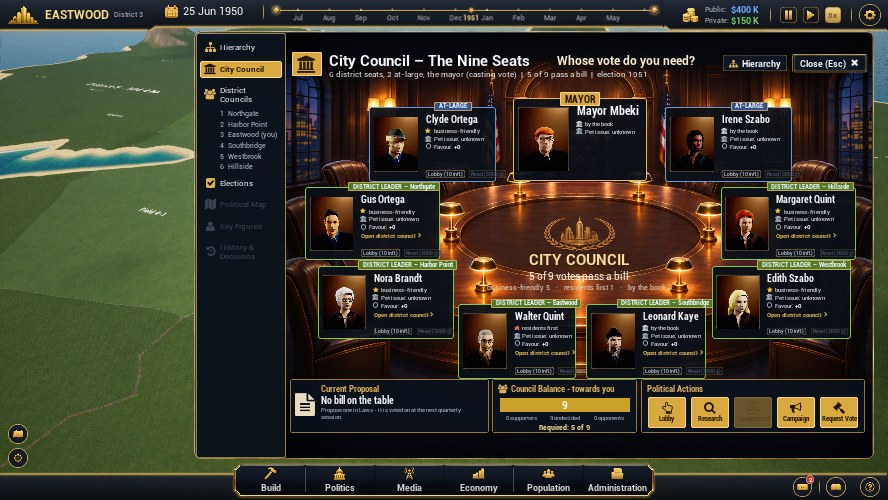 EASTWOOD District 3
25 Jun 1950
Jul Aug Sep Oct Nov Dec 1951 Jan Feb Mar Apr May
Public: $400 K
Private: $150 K
8x
Hierarchy
City Council
District Councils
1 Northgate
2 Harbor Point
3 Eastwood (you)
4 Southbridge
5 Westbrook
6 Hillside
Elections
Political Map
Key Figures
History & Decisions
City Council – The Nine Seats
Whose vote do you need?
6 district seats, 2 at-large, the mayor (casting vote) | 5 of 9 pass a bill | election 1951
Hierarchy
Close (Esc) ✖
AT-LARGE
Clyde Ortega
business-friendly
Pet issue: unknown
Favour: +0
Lobby (10 infl.)
MAYOR
Mayor Mbeki
by the book
Pet issue: unknown
AT-LARGE
Irene Szabo
by the book
Pet issue: unknown
Favour: +0
Lobby (10 infl.)
DISTRICT LEADER – Northgate
Gus Ortega
business-friendly
Pet issue: unknown
Favour: +0
Open district council >
Lobby (10 infl.)
DISTRICT LEADER – Hillside
Margaret Quint
business-friendly
Pet issue: unknown
Favour: +0
Open district council >
Lobby (10 infl.)
CITY COUNCIL
5 of 9 votes pass a bill
business-friendly 5 · residents first 1 · by the book
DISTRICT LEADER – Harbor Point
Nora Brandt
business-friendly
Pet issue: unknown
Favour: +0
Open district council >
Lobby (10 infl.)
DISTRICT LEADER – Westbrook
Edith Szabo
business-friendly
Pet issue: unknown
Favour: +0
Open district council >
Lobby (10 infl.)
DISTRICT LEADER – Eastwood
Walter Quint
residents first
Pet issue: unknown
Favour: +0
Open district council >
Lobby (10 infl.)
DISTRICT LEADER – Southbridge
Leonard Kaye
by the book
Pet issue: unknown
Favour: +0
Open district council >
Lobby (10 infl.)
Current Proposal
No bill on the table
Propose one in Laws - it is voted on at the next quarterly session.
Council Balance - towards you
9
0 supporters 9 undecided 0 opponents
Required: 5 of 9
Political Actions
Lobby
Research
Campaign
Request Vote
Build
Politics
Media
Economy
Population
Administration